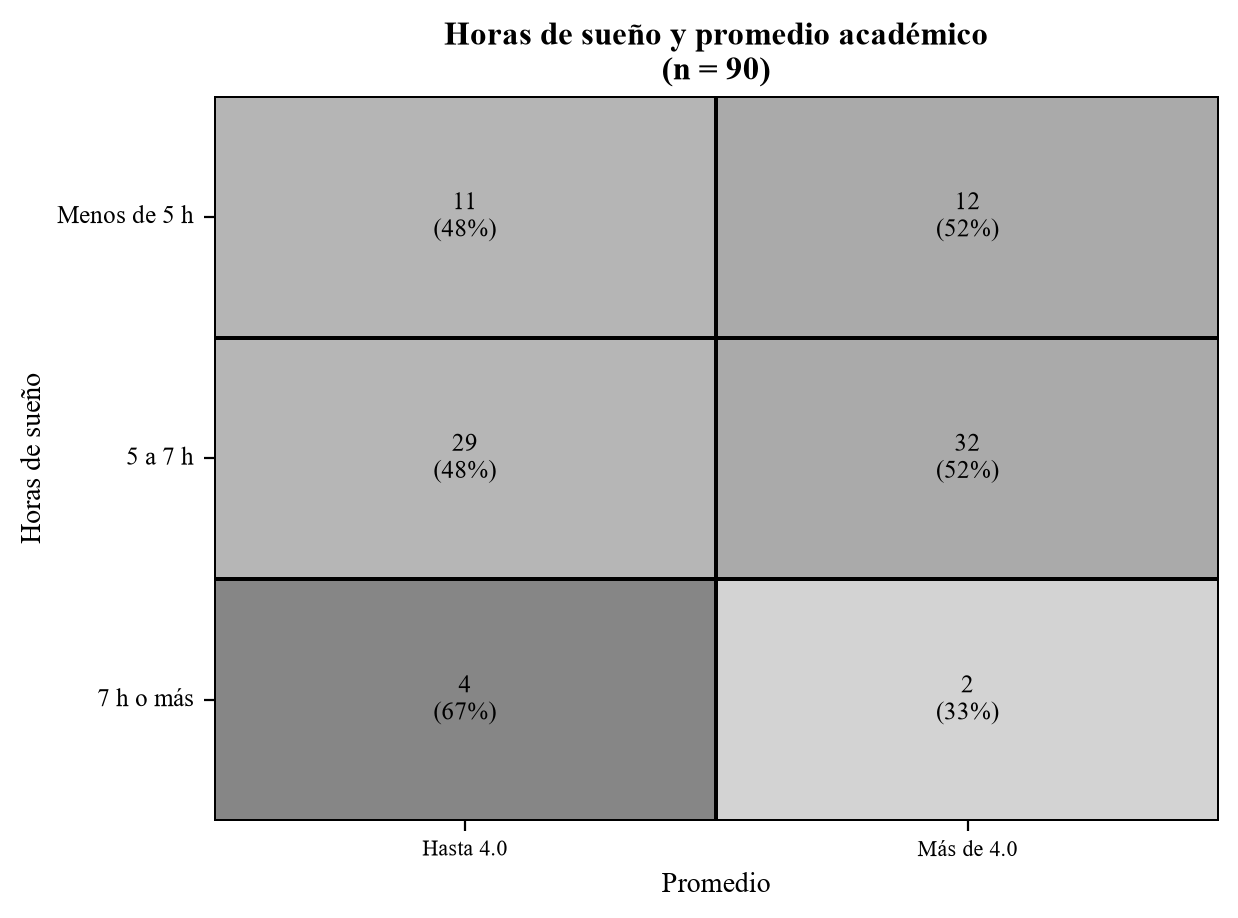 Horas de sueño y promedio académico
(n = 90)
Horas de sueño
Menos de 5 h
11
(48%)
12
(52%)
5 a 7 h
29
(48%)
32
(52%)
7 h o más
4
(67%)
2
(33%)
Hasta 4.0
Más de 4.0
Promedio